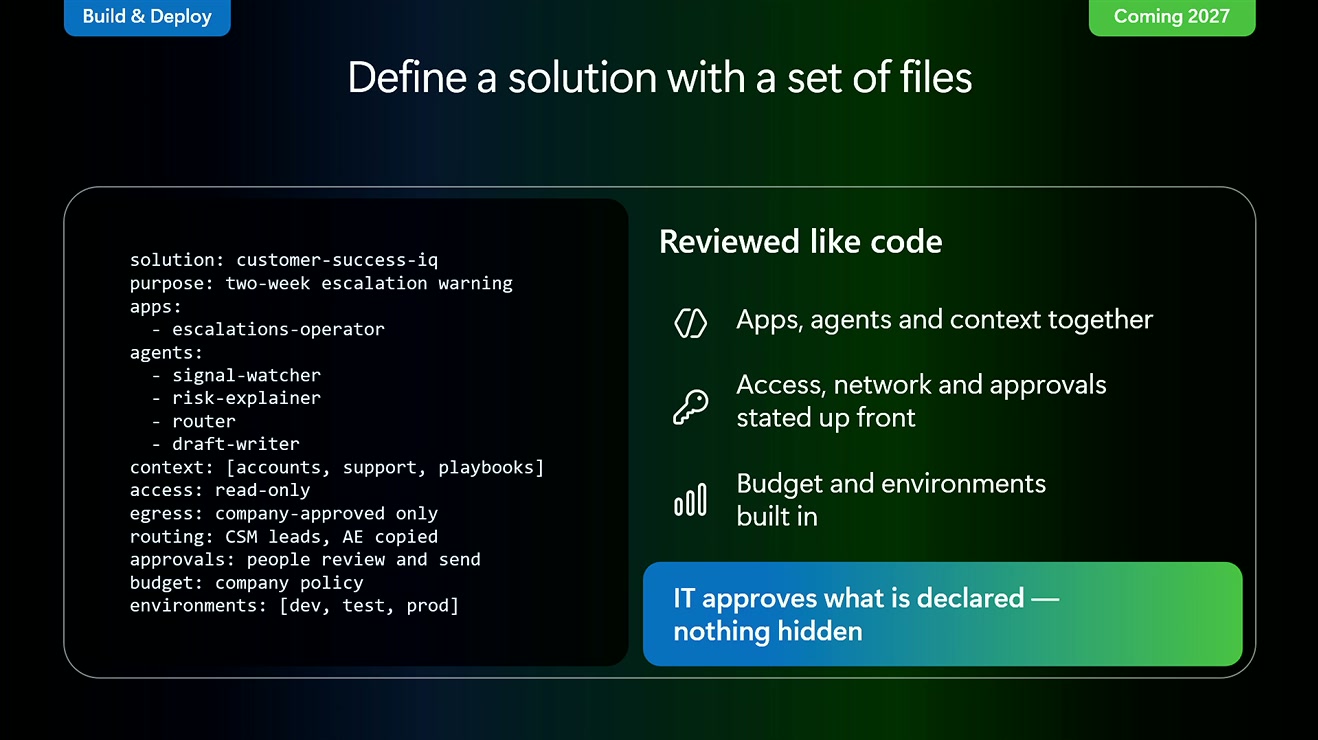 Build & Deploy
Coming 2027
Define a solution with a set of files
solution: customer-success-iq
purpose: two-week escalation warning
apps:
  - escalations-operator
agents:
  - signal-watcher
  - risk-explainer
  - router
  - draft-writer
context: [accounts, support, playbooks]
access: read-only
egress: company-approved only
routing: CSM leads, AE copied
approvals: people review and send
budget: company policy
environments: [dev, test, prod]
Reviewed like code
Apps, agents and context together
Access, network and approvals
stated up front
Budget and environments
built in
IT approves what is declared —
nothing hidden